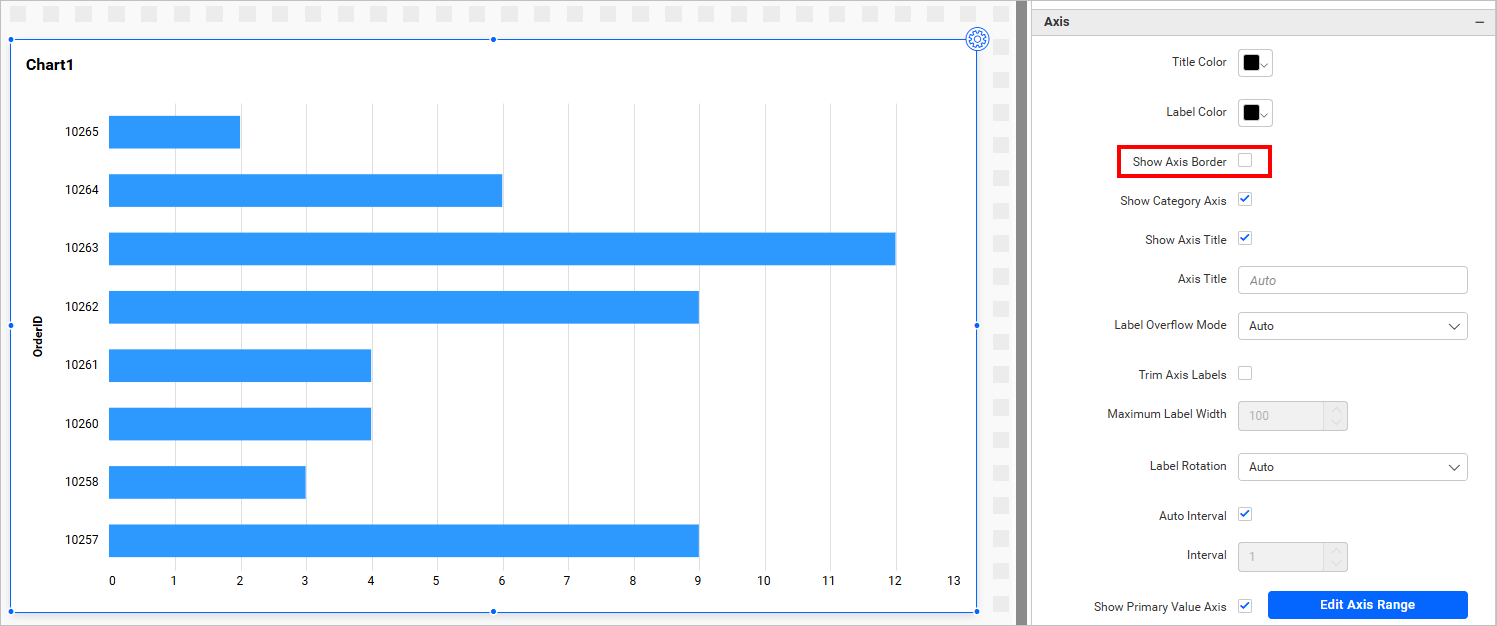 Chart1
10265
10264
10263
10262
10261
10260
10258
10257
OrderID
0 1 2 3 4 5 6 7 8 9 10 11 12 13
Axis
Title Color
Label Color
Show Axis Border
Show Category Axis
Show Axis Title
Axis Title Auto
Label Overflow Mode Auto
Trim Axis Labels
Maximum Label Width 100
Label Rotation Auto
Auto Interval
Interval 1
Show Primary Value Axis Edit Axis Range